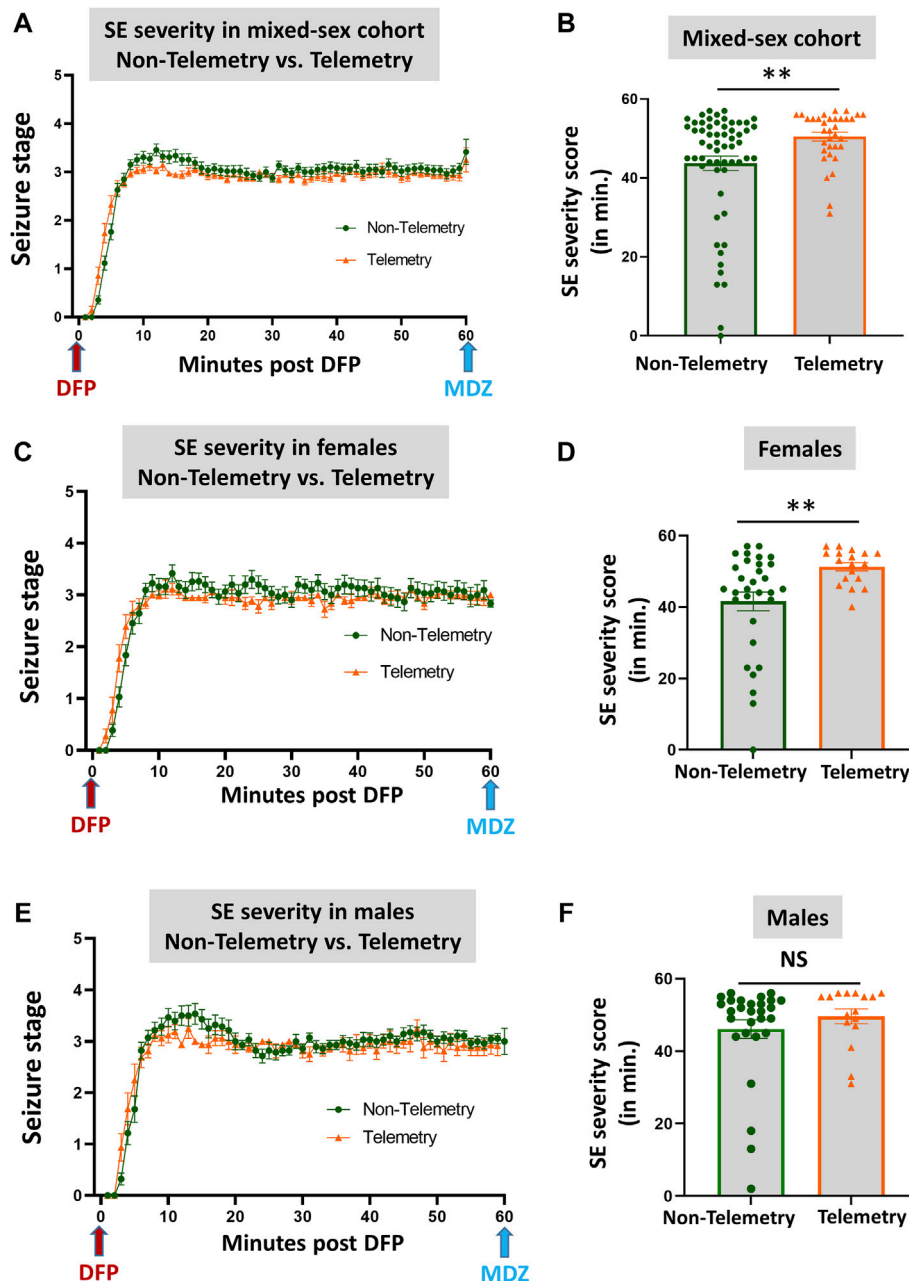 A
SE severity in mixed-sex cohort
Non-Telemetry vs. Telemetry
5
4
3
2
1
0
Seizure stage
Non-Telemetry
Telemetry
0 10 20 30 40 50 60
Minutes post DFP
DFP
MDZ
B
Mixed-sex cohort
**
60
40
20
0
SE severity score
(in min.)
Non-Telemetry Telemetry
C
SE severity in females
Non-Telemetry vs. Telemetry
5
4
3
2
1
0
Seizure stage
Non-Telemetry
Telemetry
0 10 20 30 40 50 60
Minutes post DFP
DFP
MDZ
D
Females
**
60
40
20
0
SE severity score
(in min.)
Non-Telemetry Telemetry
E
SE severity in males
Non-Telemetry vs. Telemetry
5
4
3
2
1
0
Seizure stage
Non-Telemetry
Telemetry
0 10 20 30 40 50 60
Minutes post DFP
DFP
MDZ
F
Males
NS
60
40
20
0
SE severity score
(in min.)
Non-Telemetry Telemetry